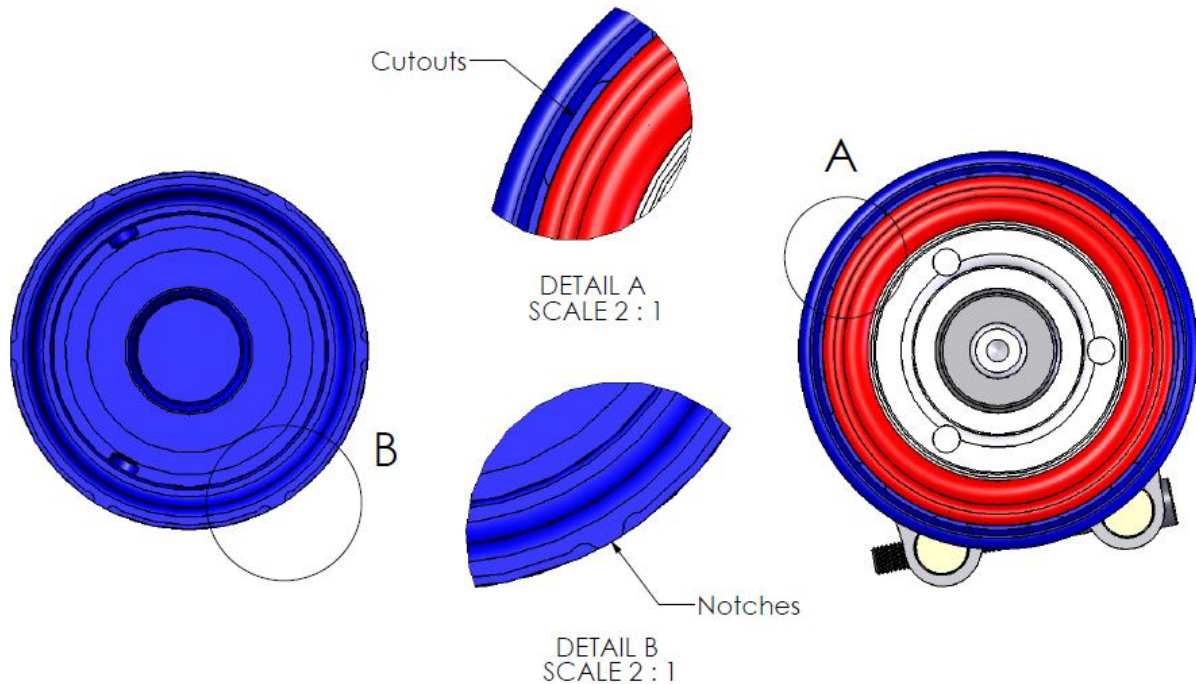 Cutouts
A
DETAIL A
SCALE 2 : 1
B
Notches
DETAIL B
SCALE 2 : 1